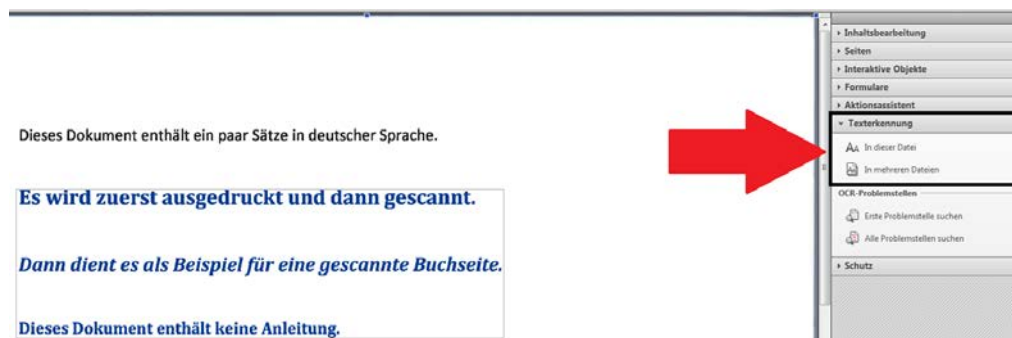 Dieses Dokument enthält ein paar Sätze in deutscher Sprache.
Es wird zuerst ausgedruckt und dann gescannt.
Dann dient es als Beispiel für eine gescannte Buchseite.
Dieses Dokument enthält keine Anleitung.
Inhaltsbearbeitung
Seiten
Interaktive Objekte
Formulare
Aktionsassistent
Texterkennung
In dieser Datei
In mehreren Dateien
OCR-Problemstellen
Erste Problemstelle suchen
Alle Problemstellen suchen
Schutz